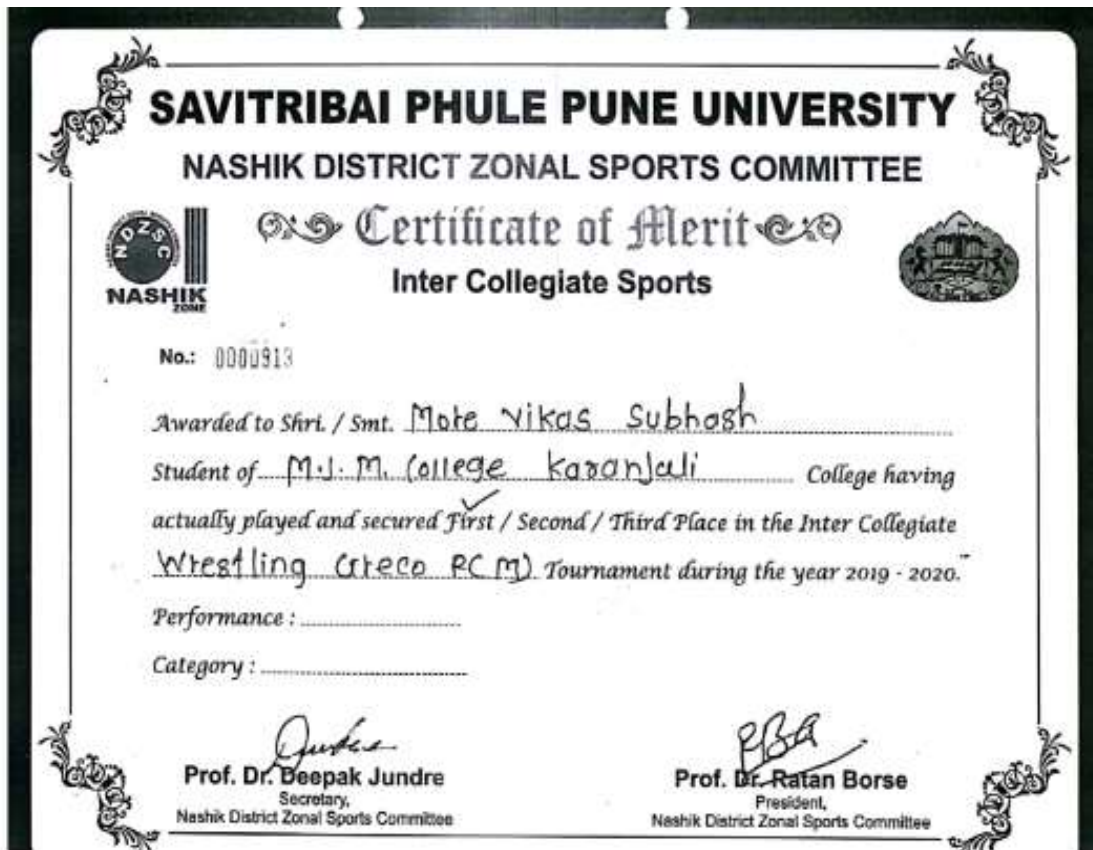 SAVITRIBAI PHULE PUNE UNIVERSITY
NASHIK DISTRICT ZONAL SPORTS COMMITTEE
Certificate of Merit
Inter Collegiate Sports
NDZSC
NASHIK
ZONE
No.: 0000913
Awarded to Shri. / Smt. More Vikas Subhash
Student of M.J.M. College Karanjali College having
actually played and secured First / Second / Third Place in the Inter Collegiate
Wrestling Greco R(M) Tournament during the year 2019 - 2020.
Performance :
Category :
Prof. Dr. Deepak Jundre
Secretary,
Nashik District Zonal Sports Committee
Prof. Dr. Ratan Borse
President,
Nashik District Zonal Sports Committee